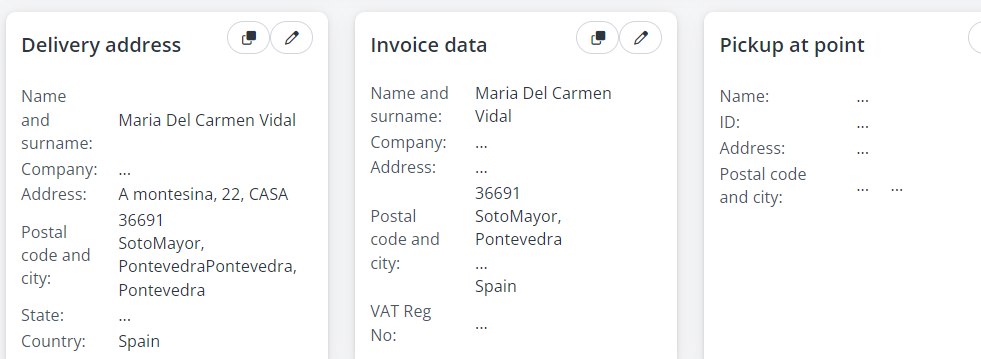 Delivery address
Name
and
surname:
Maria Del Carmen Vidal
Company:
...
Address:
A montesina, 22, CASA
Postal
code and
city:
36691
SotoMayor,
PontevedraPontevedra,
Pontevedra
State:
...
Country:
Spain
Invoice data
Name and
surname:
Maria Del Carmen
Vidal
Company:
...
Address:
...
Postal
code and
city:
36691
SotoMayor,
Pontevedra
...
Spain
VAT Reg
No:
...
Pickup at point
Name:
...
ID:
...
Address:
...
Postal code
and city:
... ...